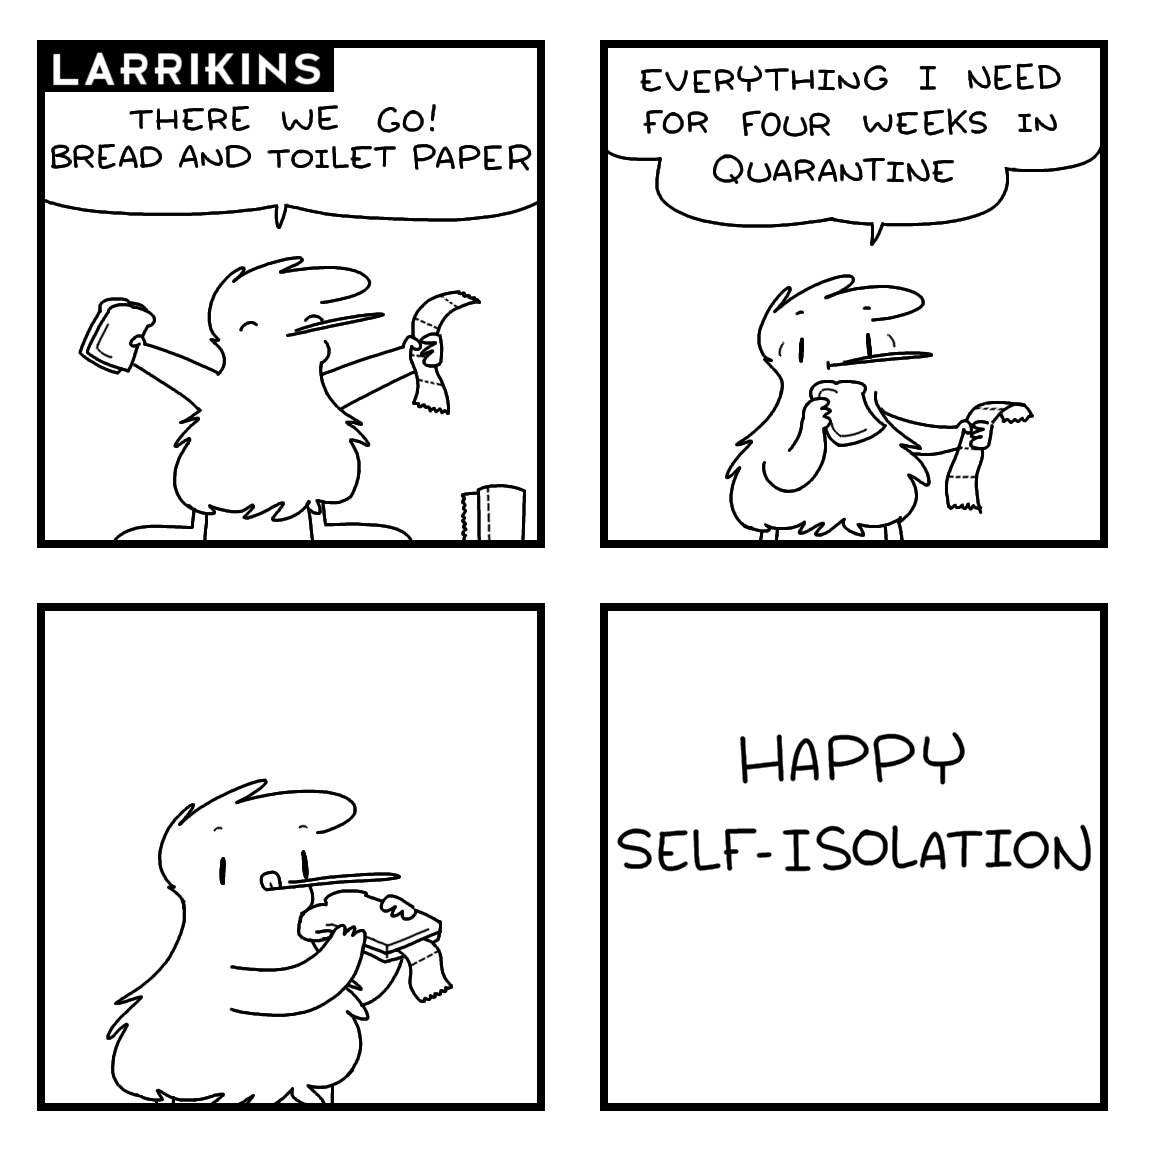 LARRIKINS
THERE WE GO!
BREAD AND TOILET PAPER
EVERYTHING I NEED
FOR FOUR WEEKS IN
QUARANTINE
HAPPY
SELF-ISOLATION